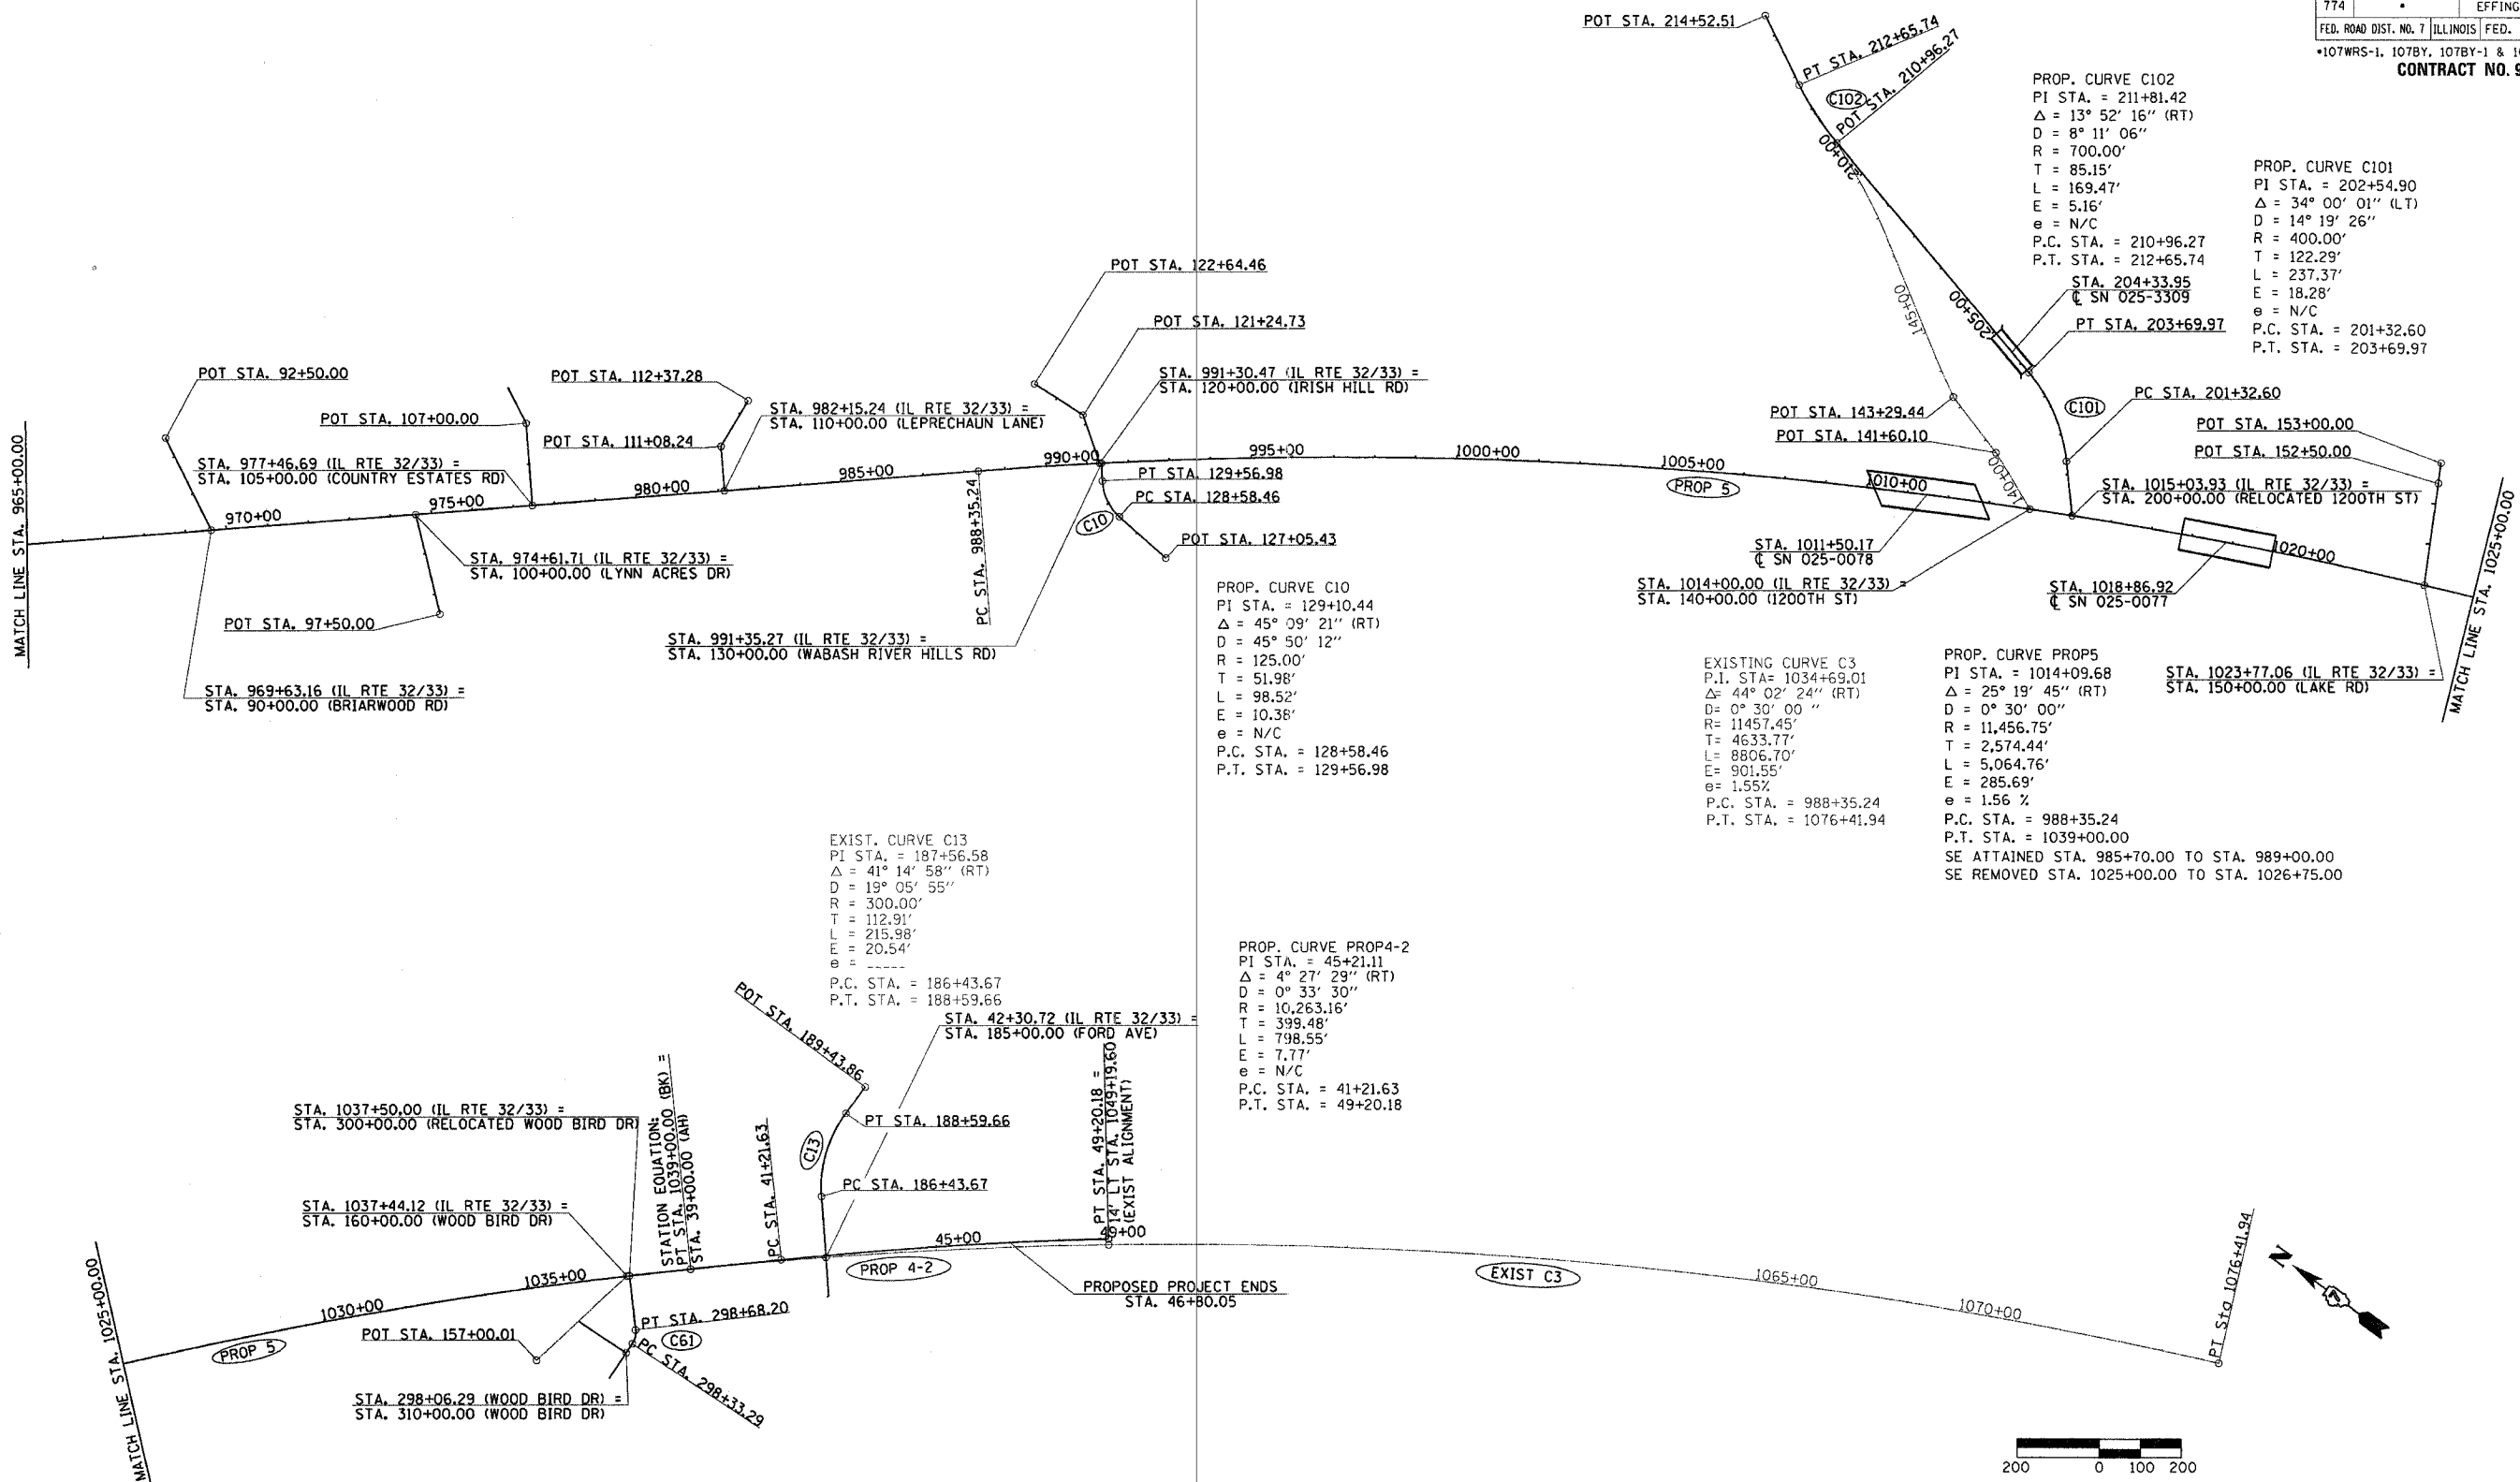 774 • EFFING
FED. ROAD DIST. NO. 7 ILLINOIS FED.
•107WRS-1, 107BY, 107BY-1 & 1
CONTRACT NO. 9
POT STA. 214+52.51
PT STA. 212+65.74
C102
POT STA. 210+96.27
210+00
PROP. CURVE C102
PI STA. = 211+81.42
Δ = 13° 52' 16" (RT)
D = 8° 11' 06"
R = 700.00'
T = 85.15'
L = 169.47'
E = 5.16'
e = N/C
P.C. STA. = 210+96.27
P.T. STA. = 212+65.74
PROP. CURVE C101
PI STA. = 202+54.90
Δ = 34° 00' 01" (LT)
D = 14° 19' 26"
R = 400.00'
T = 122.29'
L = 237.37'
E = 18.28'
e = N/C
P.C. STA. = 201+32.60
P.T. STA. = 203+69.97
STA. 204+33.95
℄ SN 025-3309
PT STA. 203+69.97
205+00
145+00
C101
PC STA. 201+32.60
POT STA. 143+29.44
POT STA. 141+60.10
140+00
POT STA. 153+00.00
POT STA. 152+50.00
POT STA. 122+64.46
POT STA. 121+24.73
STA. 991+30.47 (IL RTE 32/33) =
STA. 120+00.00 (IRISH HILL RD)
POT STA. 92+50.00
POT STA. 107+00.00
POT STA. 112+37.28
POT STA. 111+08.24
STA. 982+15.24 (IL RTE 32/33) =
STA. 110+00.00 (LEPRECHAUN LANE)
STA. 977+46.69 (IL RTE 32/33) =
STA. 105+00.00 (COUNTRY ESTATES RD)
MATCH LINE STA. 965+00.00
970+00
975+00
980+00
985+00
990+00
995+00
1000+00
1005+00
PROP 5
1010+00
1020+00
STA. 1015+03.93 (IL RTE 32/33) =
STA. 200+00.00 (RELOCATED 1200TH ST)
MATCH LINE STA. 1025+00.00
PC STA. 988+35.24
PT STA. 129+56.98
PC STA. 128+58.46
C10
POT STA. 127+05.43
STA. 974+61.71 (IL RTE 32/33) =
STA. 100+00.00 (LYNN ACRES DR)
POT STA. 97+50.00
STA. 991+35.27 (IL RTE 32/33) =
STA. 130+00.00 (WABASH RIVER HILLS RD)
STA. 969+63.16 (IL RTE 32/33) =
STA. 90+00.00 (BRIARWOOD RD)
STA. 1011+50.17
℄ SN 025-0078
STA. 1014+00.00 (IL RTE 32/33) =
STA. 140+00.00 (1200TH ST)
STA. 1018+86.92
℄ SN 025-0077
STA. 1023+77.06 (IL RTE 32/33) =
STA. 150+00.00 (LAKE RD)
PROP. CURVE C10
PI STA. = 129+10.44
Δ = 45° 09' 21" (RT)
D = 45° 50' 12"
R = 125.00'
T = 51.98'
L = 98.52'
E = 10.38'
e = N/C
P.C. STA. = 128+58.46
P.T. STA. = 129+56.98
EXISTING CURVE C3
P.I. STA= 1034+69.01
Δ= 44° 02' 24" (RT)
D= 0° 30' 00 "
R= 11457.45'
T= 4633.77'
L= 8806.70'
E= 901.55'
e= 1.55%
P.C. STA. = 988+35.24
P.T. STA. = 1076+41.94
PROP. CURVE PROP5
PI STA. = 1014+09.68
Δ = 25° 19' 45" (RT)
D = 0° 30' 00"
R = 11,456.75'
T = 2,574.44'
L = 5,064.76'
E = 285.69'
e = 1.56 %
P.C. STA. = 988+35.24
P.T. STA. = 1039+00.00
SE ATTAINED STA. 985+70.00 TO STA. 989+00.00
SE REMOVED STA. 1025+00.00 TO STA. 1026+75.00
EXIST. CURVE C13
PI STA. = 187+56.58
Δ = 41° 14' 58" (RT)
D = 19° 05' 55"
R = 300.00'
T = 112.91'
L = 215.98'
E = 20.54'
e = -----
P.C. STA. = 186+43.67
P.T. STA. = 188+59.66
PROP. CURVE PROP4-2
PI STA. = 45+21.11
Δ = 4° 27' 29" (RT)
D = 0° 33' 30"
R = 10,263.16'
T = 399.48'
L = 798.55'
E = 7.77'
e = N/C
P.C. STA. = 41+21.63
P.T. STA. = 49+20.18
POT STA. 189+43.86
STA. 42+30.72 (IL RTE 32/33) =
STA. 185+00.00 (FORD AVE)
STA. 1037+50.00 (IL RTE 32/33) =
STA. 300+00.00 (RELOCATED WOOD BIRD DR)
STATION EQUATION:
PT STA. 1039+00.00 (BK) =
STA. 39+00.00 (AH)
PC STA. 41+21.63
C13
PT STA. 188+59.66
PC STA. 186+43.67
PT STA. 49+20.18 =
14' LT STA. 1049+19.60
(EXIST ALIGNMENT)
STA. 1037+44.12 (IL RTE 32/33) =
STA. 160+00.00 (WOOD BIRD DR)
MATCH LINE STA. 1025+00.00
1030+00
1035+00
45+00
49+00
PROP 5
PROP 4-2
PROPOSED PROJECT ENDS
STA. 46+80.05
EXIST C3
1065+00
1070+00
PT Sta 1076+41.94
N
POT STA. 157+00.01
PT STA. 298+68.20
C61
PC STA. 298+33.29
STA. 298+06.29 (WOOD BIRD DR) =
STA. 310+00.00 (WOOD BIRD DR)
200 0 100 200